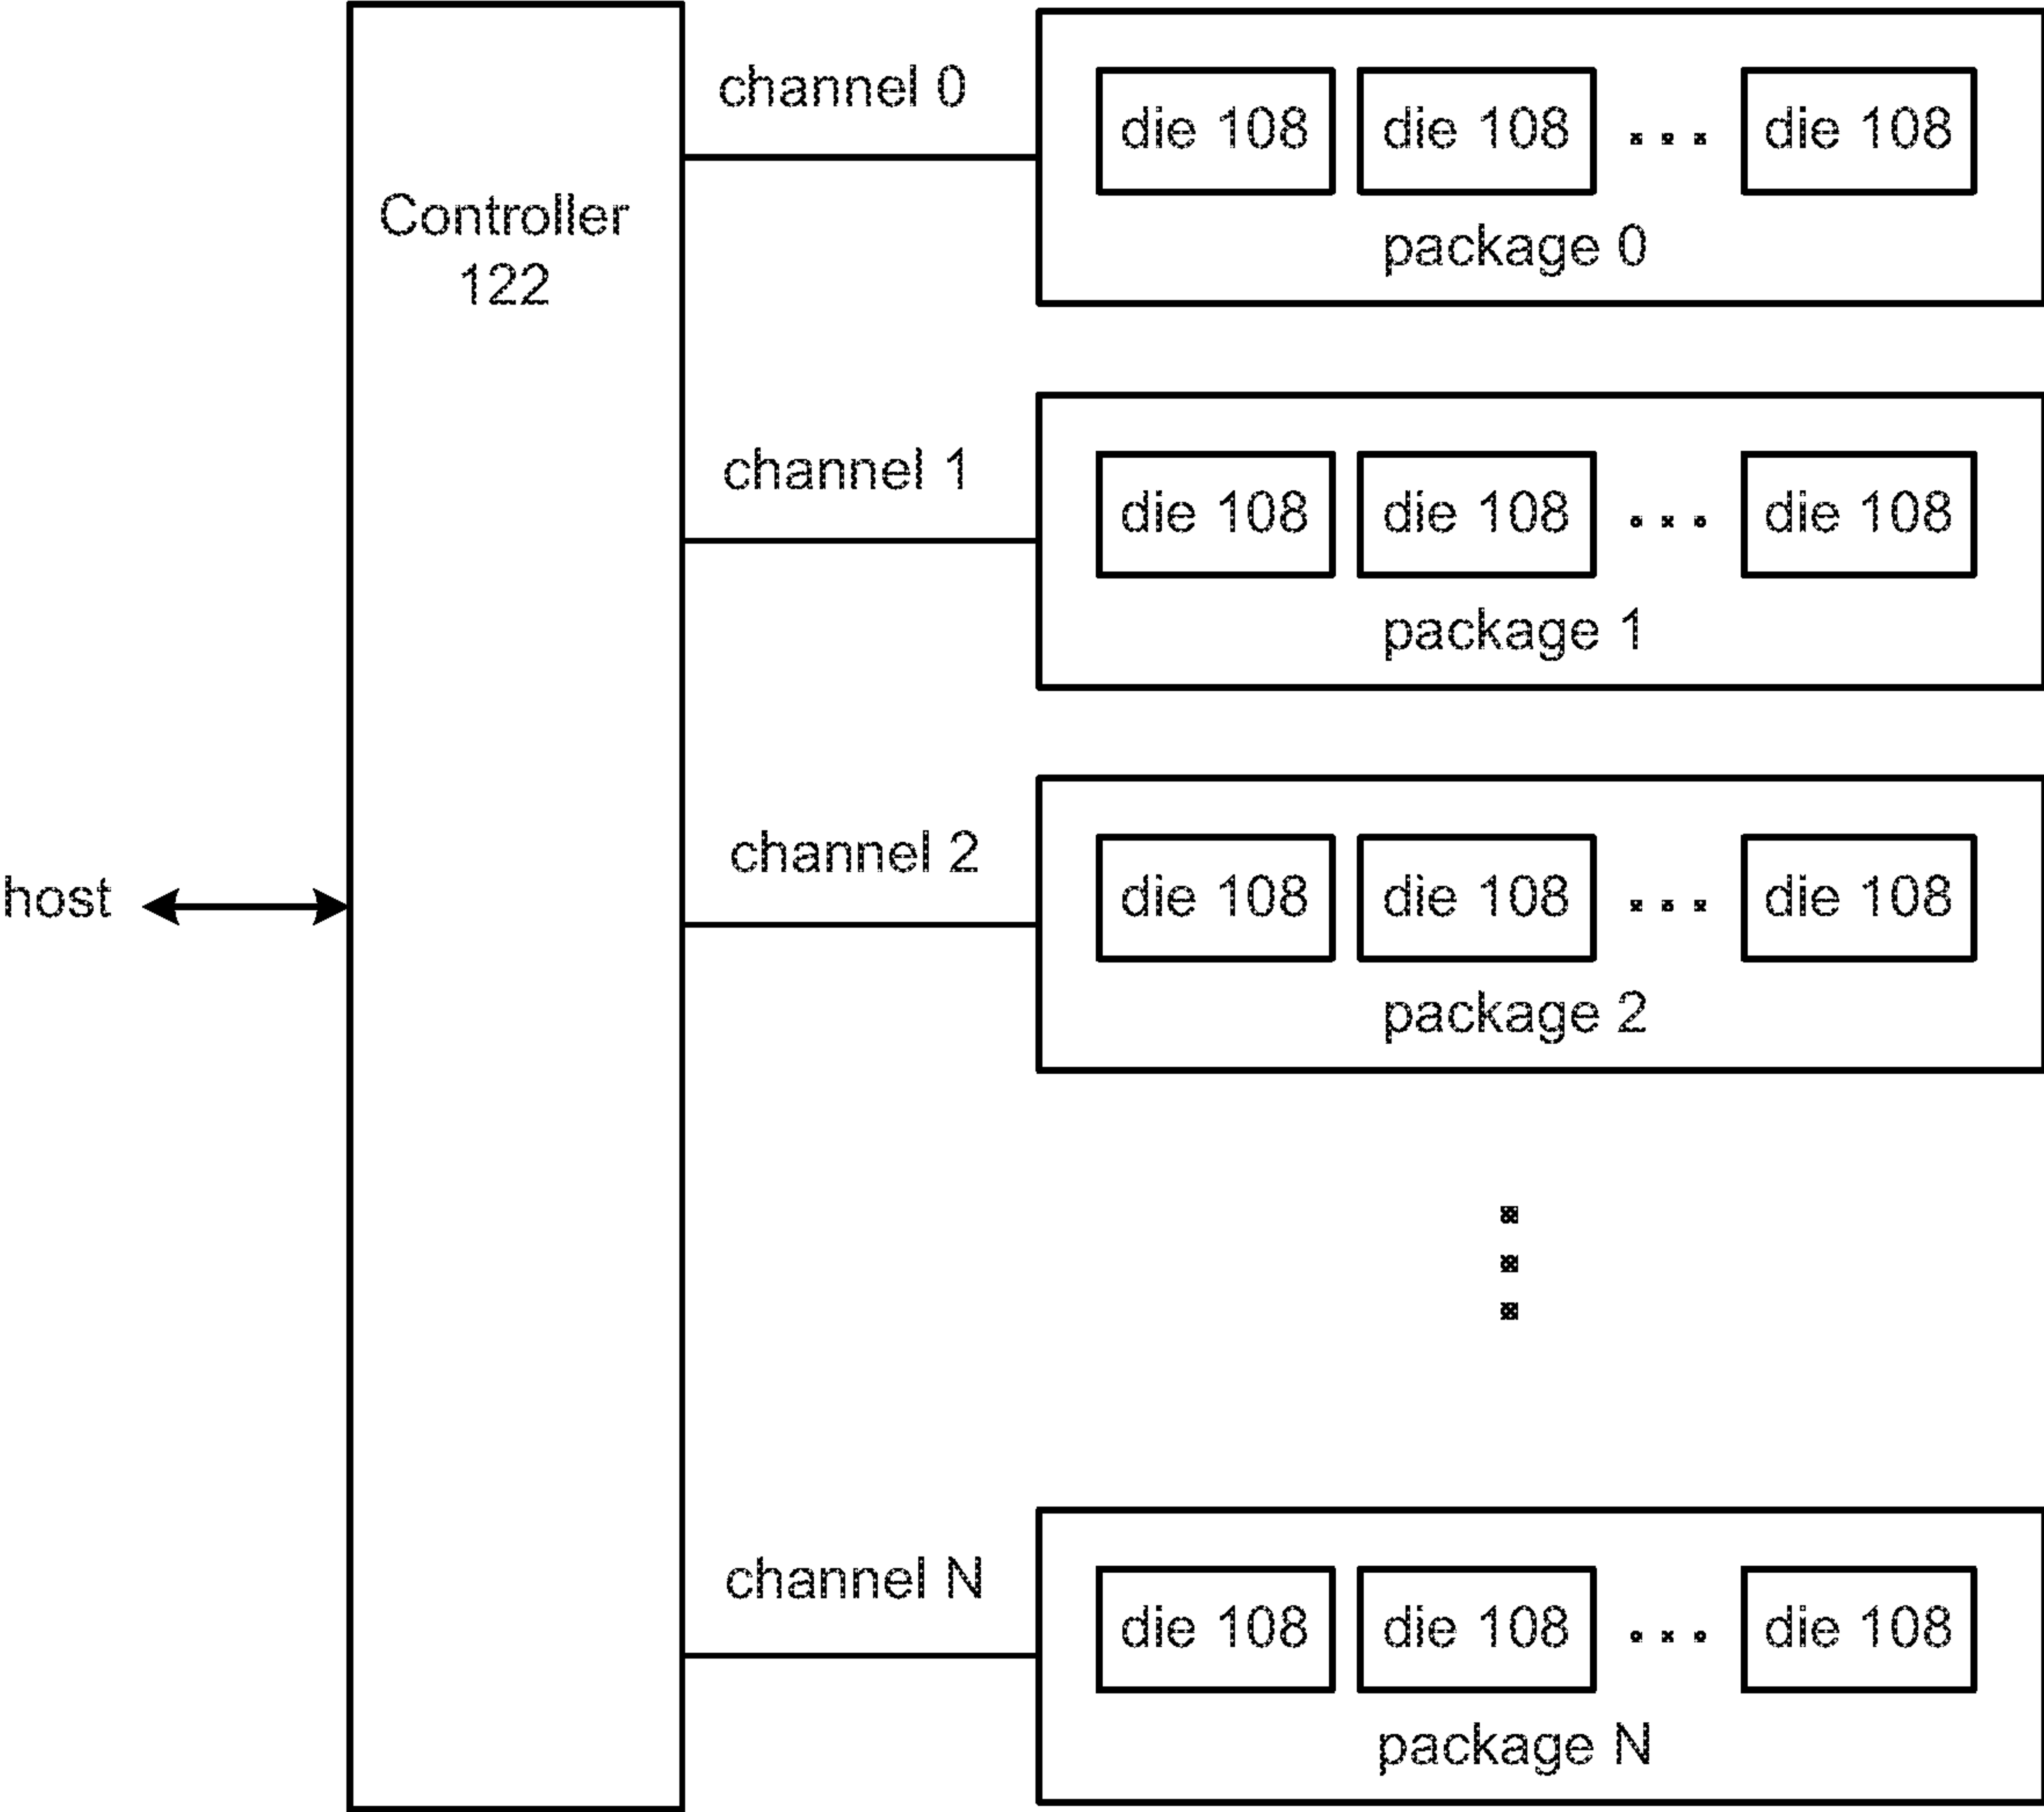 channel 0
die 108 die 108 ... die 108
Controller
122
package 0
channel 1
die 108 die 108 ... die 108
package 1
channel 2
die 108 die 108 ... die 108
host
package 2
channel N
die 108 die 108 ... die 108
package N